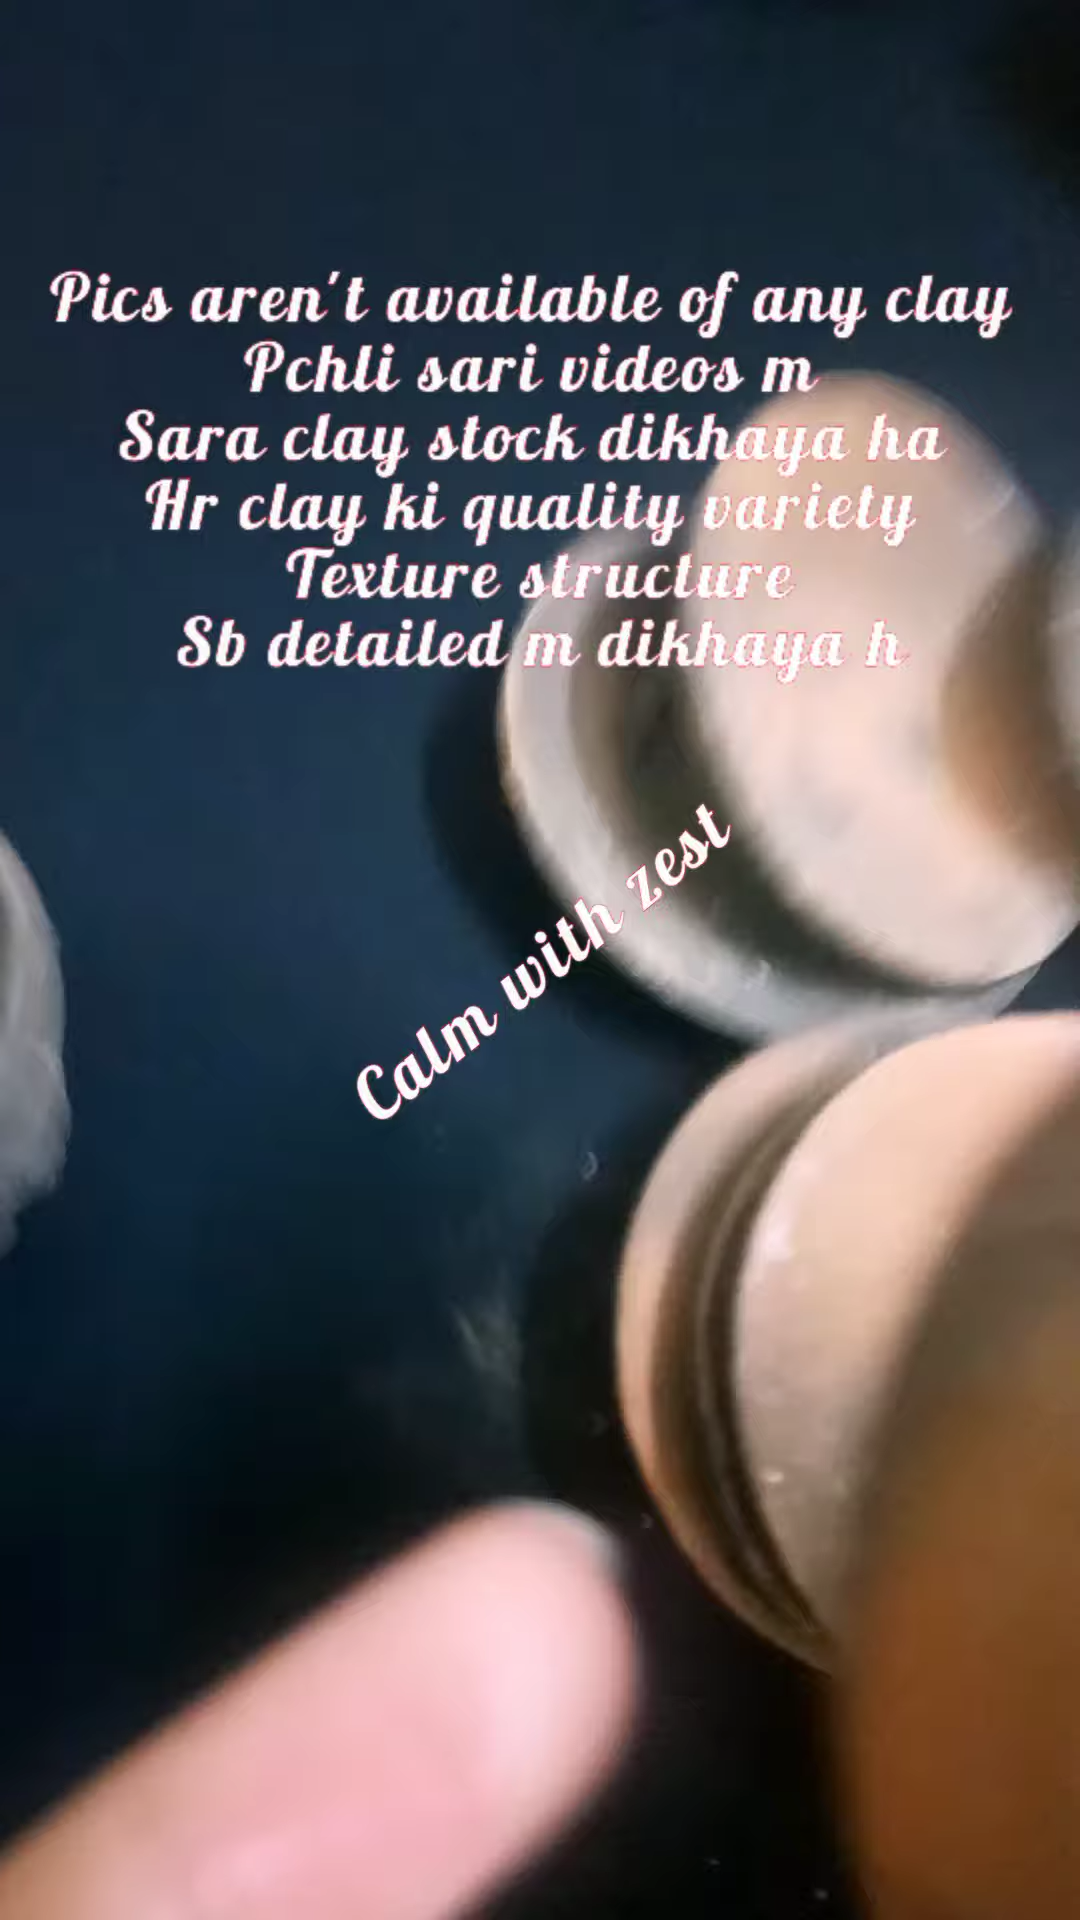 Pics aren't available of any clay
Pchli sari videos m
Sara clay stock dikhaya ha
Hr clay ki quality variety
Texture structure
Sb detailed m dikhaya h
Calm with zest